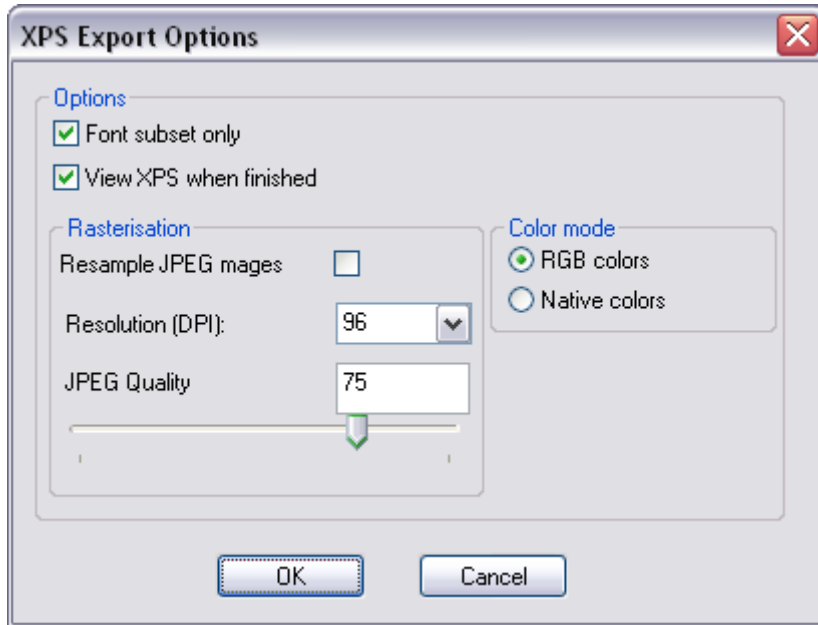 XPS Export Options
Options
Font subset only
View XPS when finished
Rasterisation
Resample JPEG mages
Resolution (DPI):
96
JPEG Quality
75
Color mode
RGB colors
Native colors
OK
Cancel